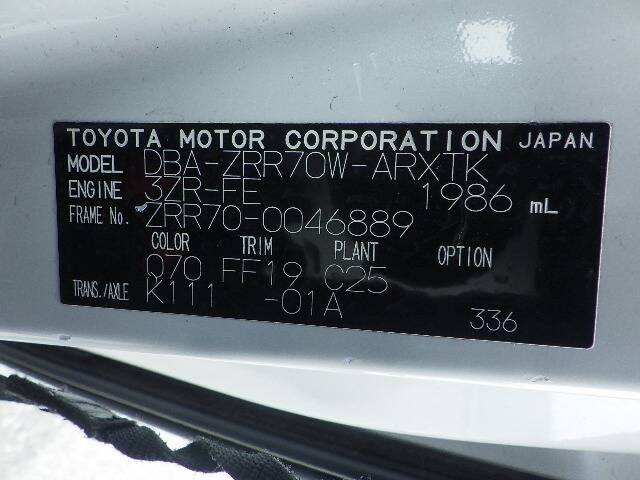 TOYOTA MOTOR CORPORATION JAPAN
MODEL DBA-ZRR70W-ARXTK
ENGINE 3ZR-FE 1986 mL
FRAME No. ZRR70-0046889
COLOR TRIM PLANT OPTION
Q70 FF19 C25
TRANS./AXLE K111 -01A
336